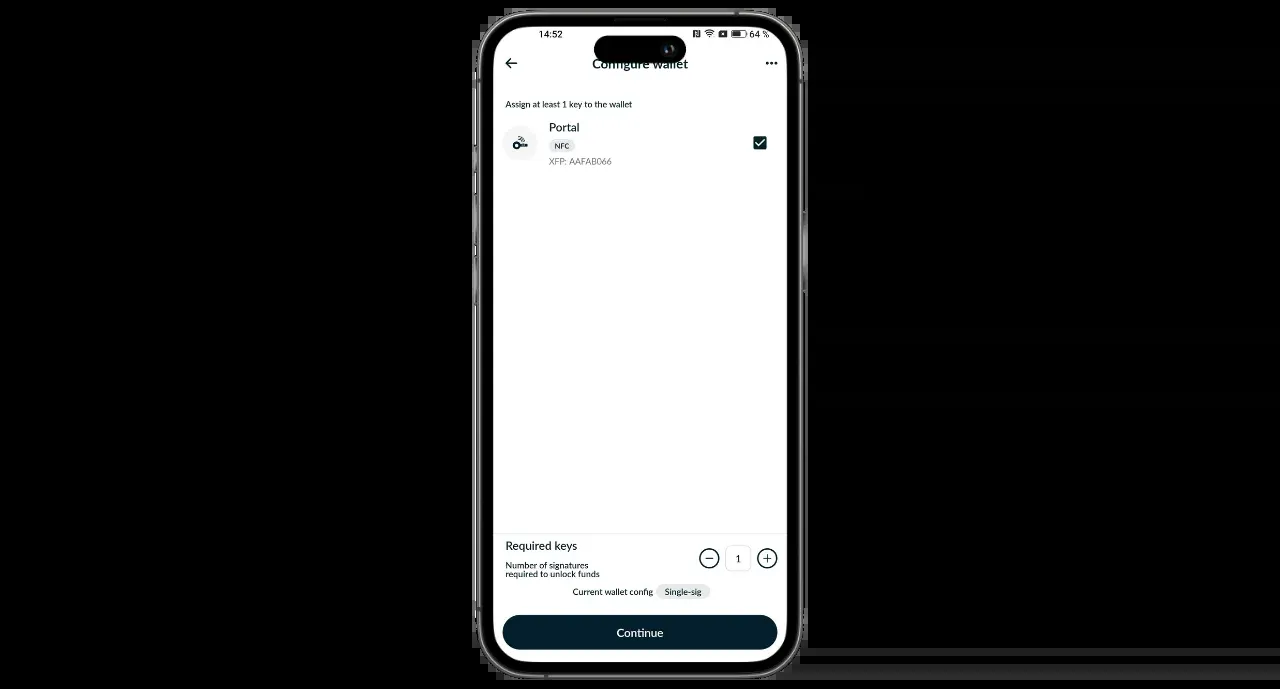 14:52
64 %
Configure wallet
Assign at least 1 key to the wallet
Portal
NFC
XFP: AAFAB066
Required keys
Number of signatures
required to unlock funds
1
Current wallet config Single-sig
Continue